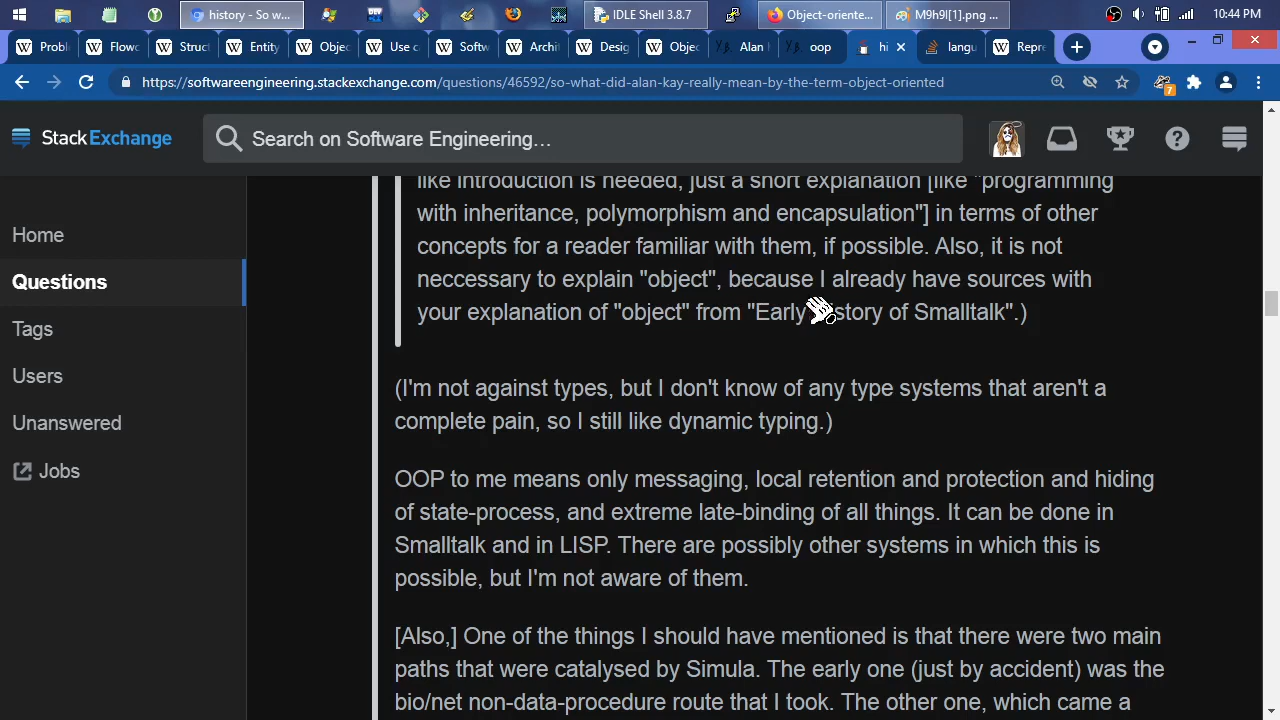 history - So w...
IDLE Shell 3.8.7
Object-oriente...
M9h9l[1].png ...
10:44 PM
Probl
Flowc
Struct
Entity
Objec
Use c
Softw
Archi
Desig
Objec
Alan
oop
hi
langu
Repre
https://softwareengineering.stackexchange.com/questions/46592/so-what-did-alan-kay-really-mean-by-the-term-object-oriented
7
StackExchange
Search on Software Engineering...
Home
Questions
Tags
Users
Unanswered
Jobs
like introduction is needed, just a short explanation [like "programming
with inheritance, polymorphism and encapsulation"] in terms of other
concepts for a reader familiar with them, if possible. Also, it is not
neccessary to explain "object", because I already have sources with
your explanation of "object" from "Early History of Smalltalk".)
(I'm not against types, but I don't know of any type systems that aren't a
complete pain, so I still like dynamic typing.)
OOP to me means only messaging, local retention and protection and hiding
of state-process, and extreme late-binding of all things. It can be done in
Smalltalk and in LISP. There are possibly other systems in which this is
possible, but I'm not aware of them.
[Also,] One of the things I should have mentioned is that there were two main
paths that were catalysed by Simula. The early one (just by accident) was the
bio/net non-data-procedure route that I took. The other one, which came a